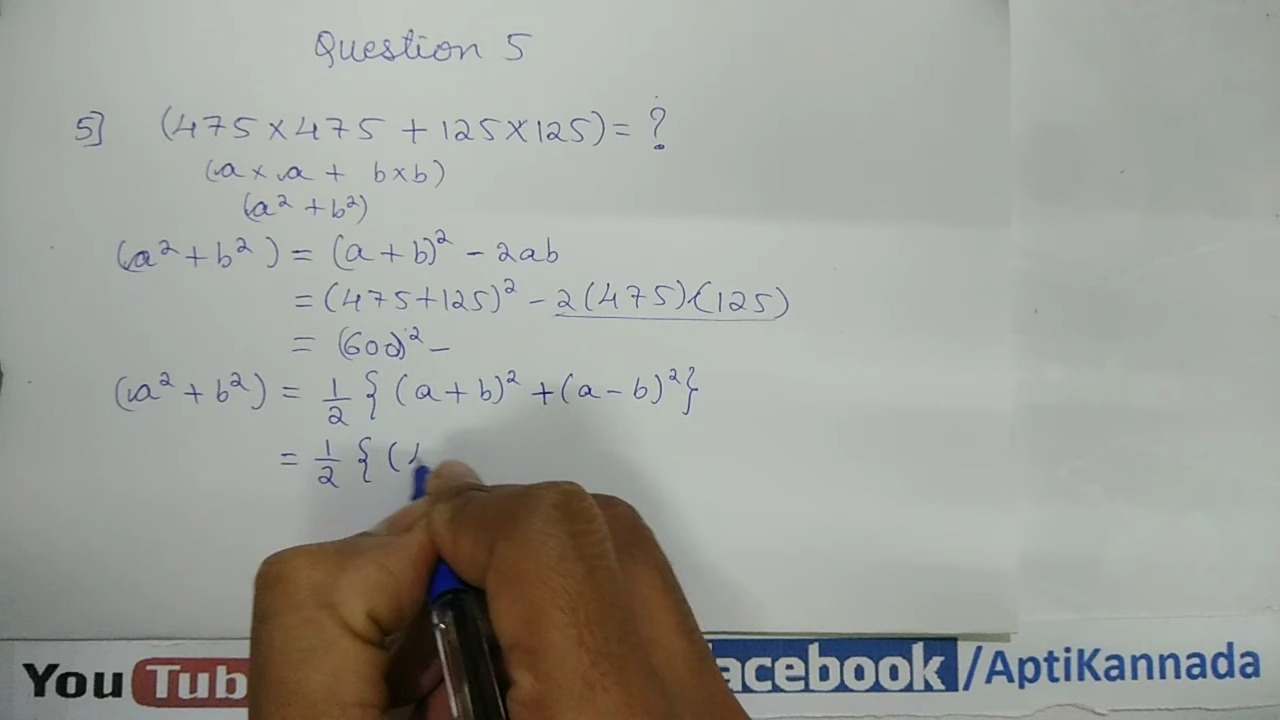 Question 5
5] (475×475 + 125×125) = ?
(a × a + b×b)
(a² + b²)
(a² + b²) = (a + b)² - 2ab
= (475+125)² - 2(475)(125)
= (600)² -
(a² + b²) = 1/2 { (a + b)² + (a - b)² }
= 1/2 { (
YouTub
acebook /AptiKannada